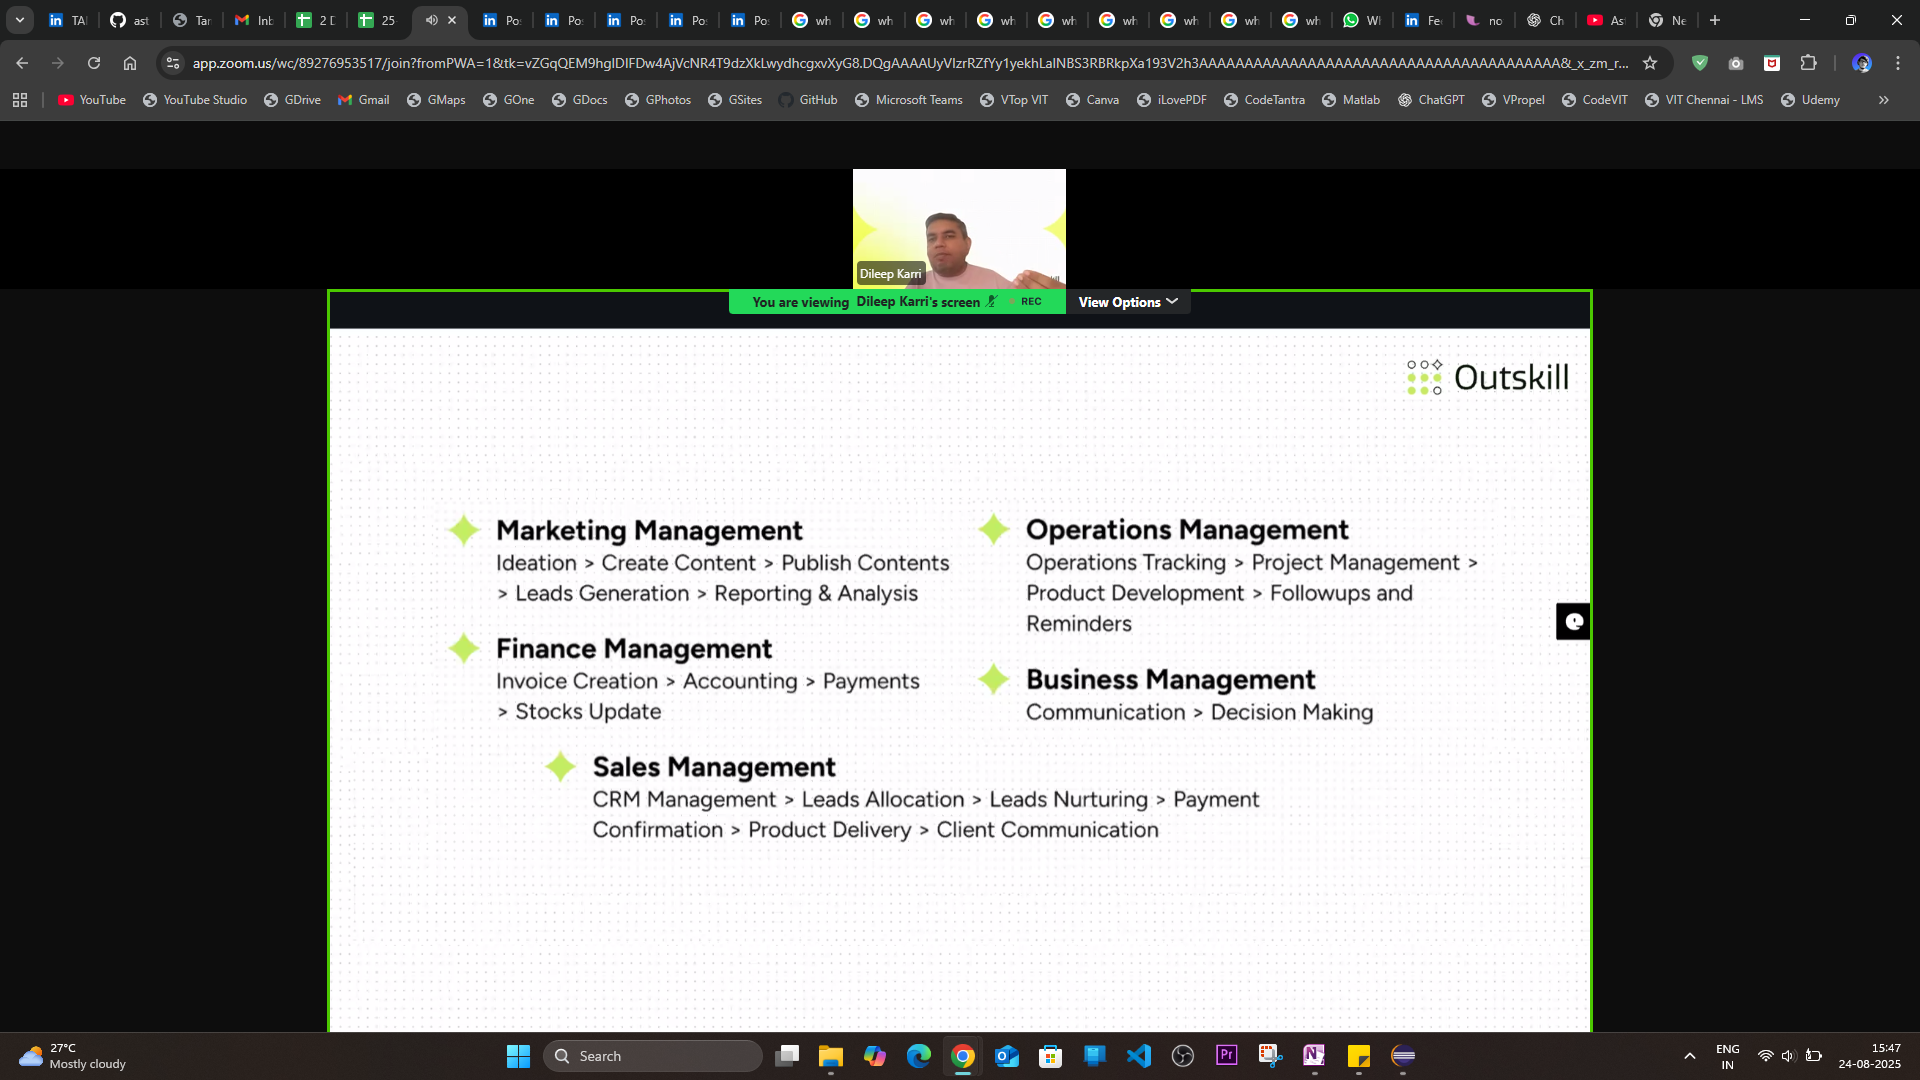 TA
ast
Tar
Inb
2 D
25-
Po
Po
Po
Po
Po
wh
wh
wh
wh
wh
wh
wh
wh
wh
Wl
Fe
no
Ch
As
Ne
app.zoom.us/wc/89276953517/join?fromPWA=1&tk=
YouTube
YouTube Studio
GDrive
Gmail
GMaps
GOne
GDocs
GPhotos
GSites
GitHub
Microsoft Teams
VTop VIT
Canva
iLovePDF
CodeTantra
Matlab
ChatGPT
VPropel
CodeVIT
VIT Chennai - LMS
Udemy
Dileep Karri
You are viewing Dileep Karri's screen
REC
View Options
Outskill
Marketing Management
Ideation > Create Content > Publish Contents
> Leads Generation > Reporting & Analysis
Finance Management
Invoice Creation > Accounting > Payments
> Stocks Update
Operations Management
Operations Tracking > Project Management >
Product Development > Followups and
Reminders
Business Management
Communication > Decision Making
Sales Management
CRM Management > Leads Allocation > Leads Nurturing > Payment
Confirmation > Product Delivery > Client Communication
27°C
Mostly cloudy
Search
Pr
ENG
IN
15:47
24-08-2025